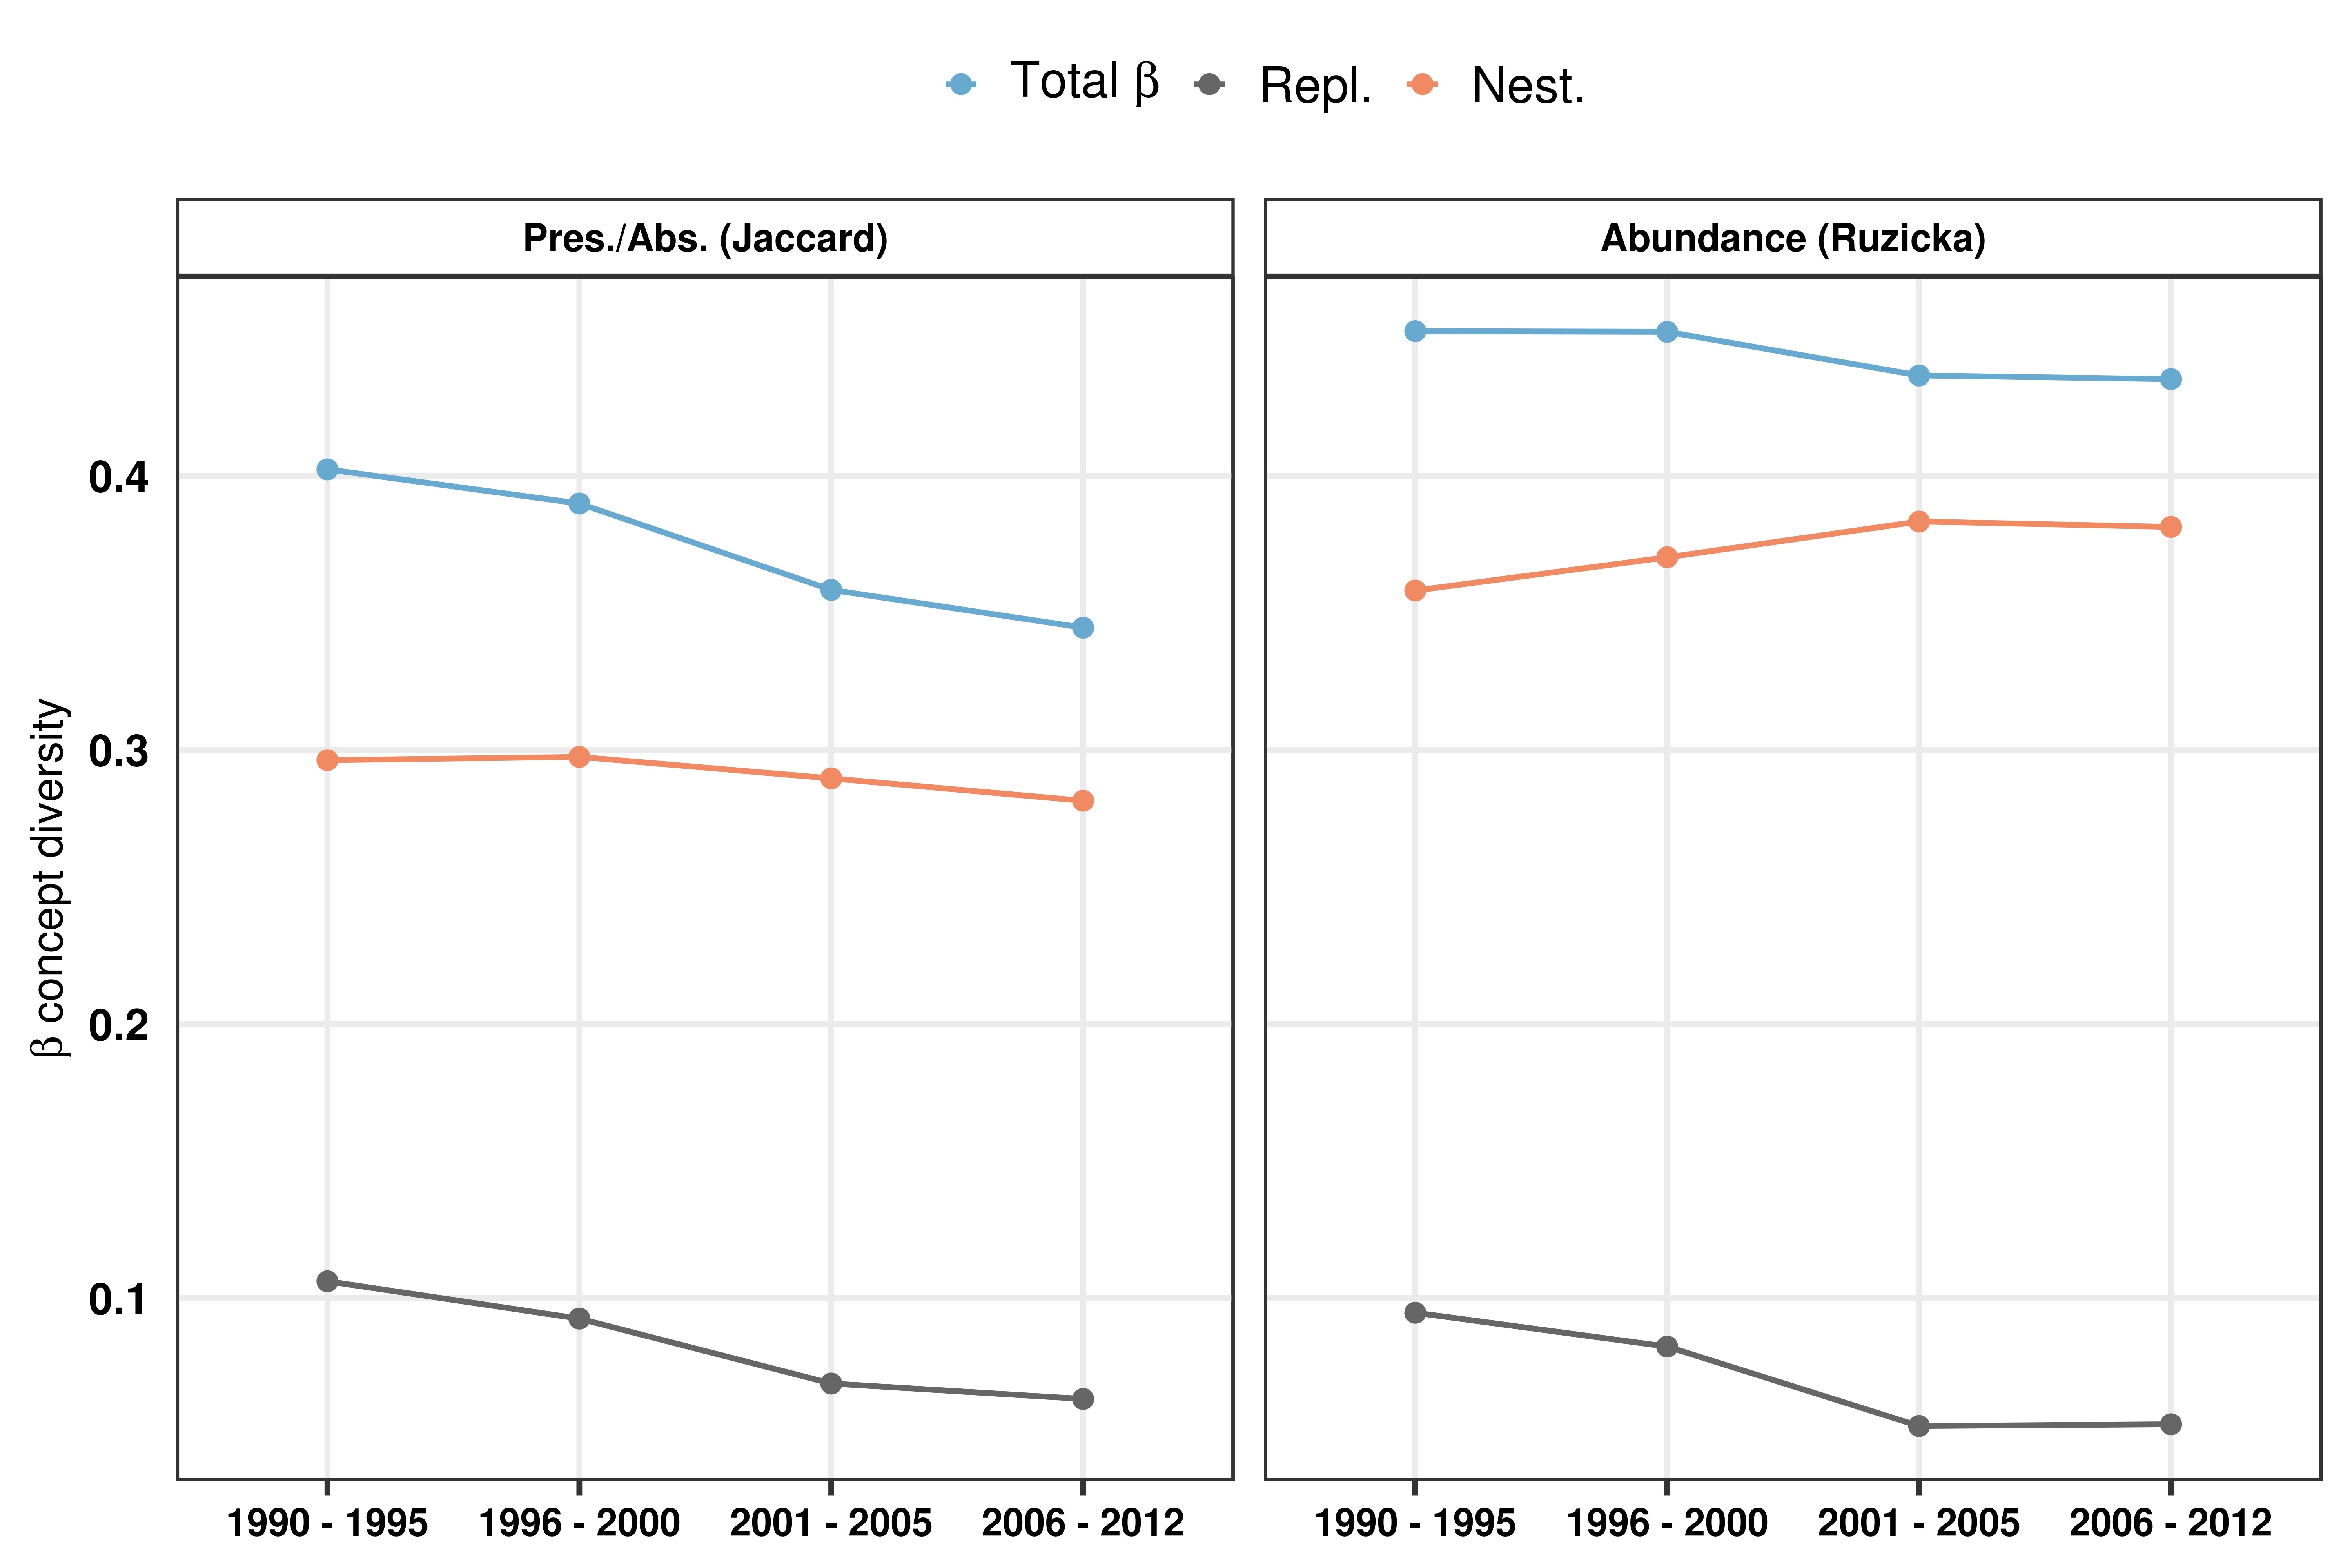 Total β Repl. Nest.
Pres./Abs. (Jaccard) Abundance (Ruzicka)
β concept diversity
0.4
0.3
0.2
0.1
1990 - 1995 1996 - 2000 2001 - 2005 2006 - 2012 1990 - 1995 1996 - 2000 2001 - 2005 2006 - 2012